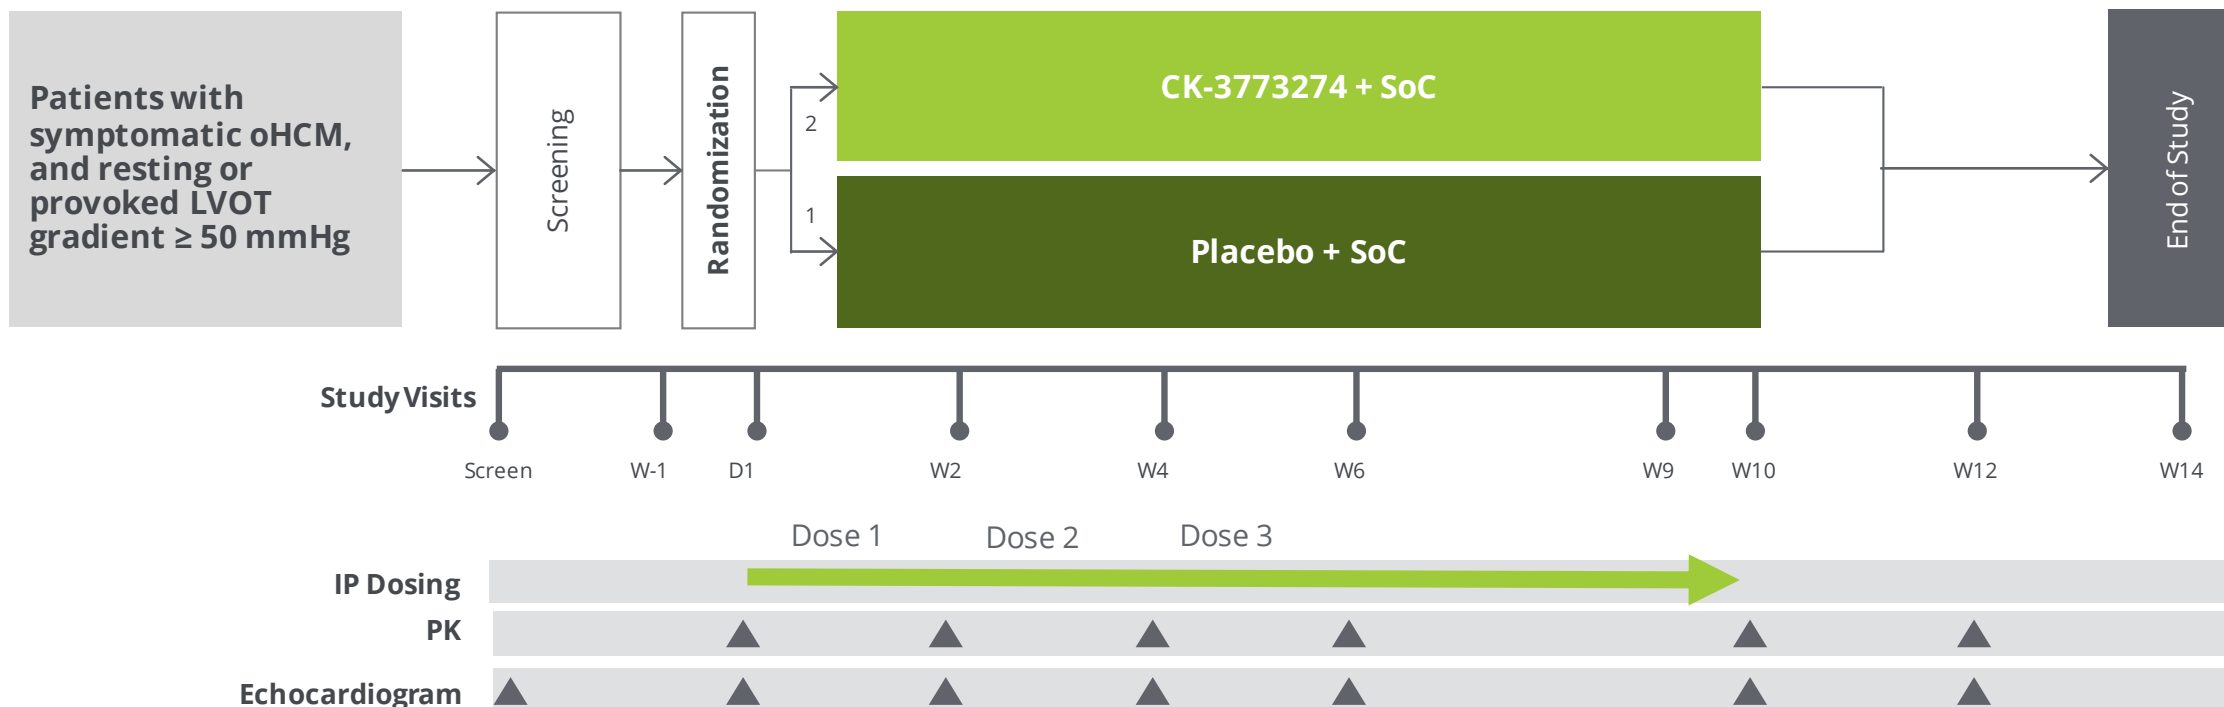 Patients with
symptomatic oHCM,
and resting or
provoked LVOT
gradient ≥ 50 mmHg
Screening
Randomization
2
1
CK-3773274 + SoC
Placebo + SoC
End of Study
Study Visits
Screen W-1 D1 W2 W4 W6 W9 W10 W12 W14
Dose 1 Dose 2 Dose 3
IP Dosing
PK
Echocardiogram